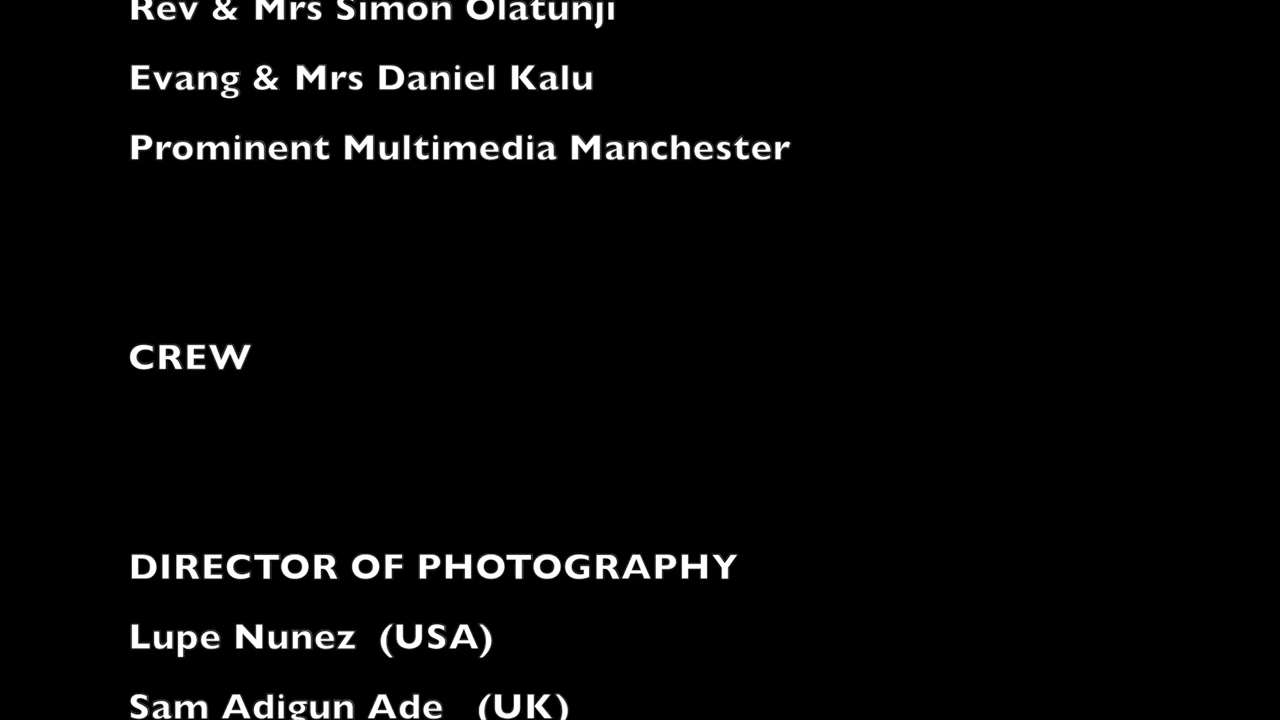 Rev & Mrs Simon Olatunji
Evang & Mrs Daniel Kalu
Prominent Multimedia Manchester
CREW
DIRECTOR OF PHOTOGRAPHY
Lupe Nunez (USA)
Sam Adigun Ade (UK)